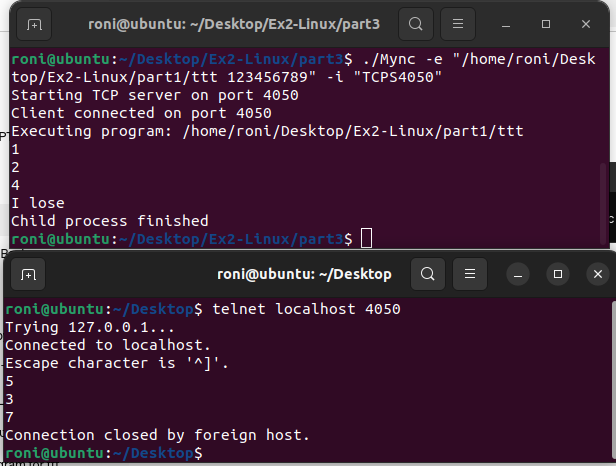 roni@ubuntu: ~/Desktop/Ex2-Linux/part3
roni@ubuntu:~/Desktop/Ex2-Linux/part3$ ./Mync -e "/home/roni/Desk
top/Ex2-Linux/part1/ttt 123456789" -i "TCPS4050"
Starting TCP server on port 4050
Client connected on port 4050
Executing program: /home/roni/Desktop/Ex2-Linux/part1/ttt
1
2
4
I lose
Child process finished
roni@ubuntu:~/Desktop/Ex2-Linux/part3$
roni@ubuntu: ~/Desktop
roni@ubuntu:~/Desktop$ telnet localhost 4050
Trying 127.0.0.1...
Connected to localhost.
Escape character is '^]'.
5
3
7
Connection closed by foreign host.
roni@ubuntu:~/Desktop$